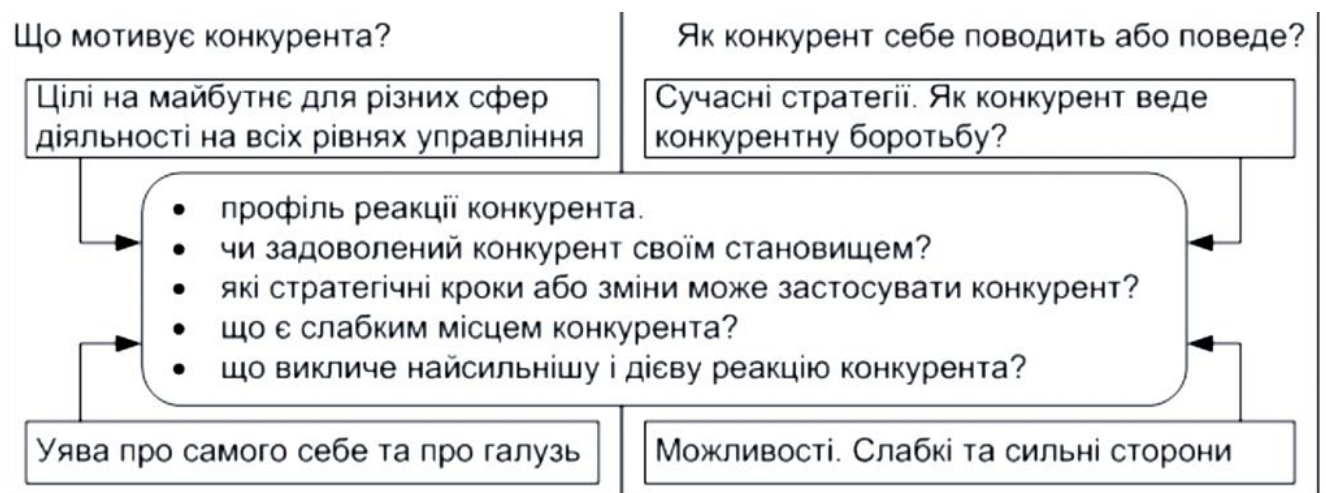 Що мотивує конкурента?
Як конкурент себе поводить або поведе?
Цілі на майбутнє для різних сфер
діяльності на всіх рівнях управління
Сучасні стратегії. Як конкурент веде
конкурентну боротьбу?
• профіль реакції конкурента.
• чи задоволений конкурент своїм становищем?
• які стратегічні кроки або зміни може застосувати конкурент?
• що є слабким місцем конкурента?
• що викличе найсильнішу і дієву реакцію конкурента?
Уява про самого себе та про галузь
Можливості. Слабкі та сильні сторони